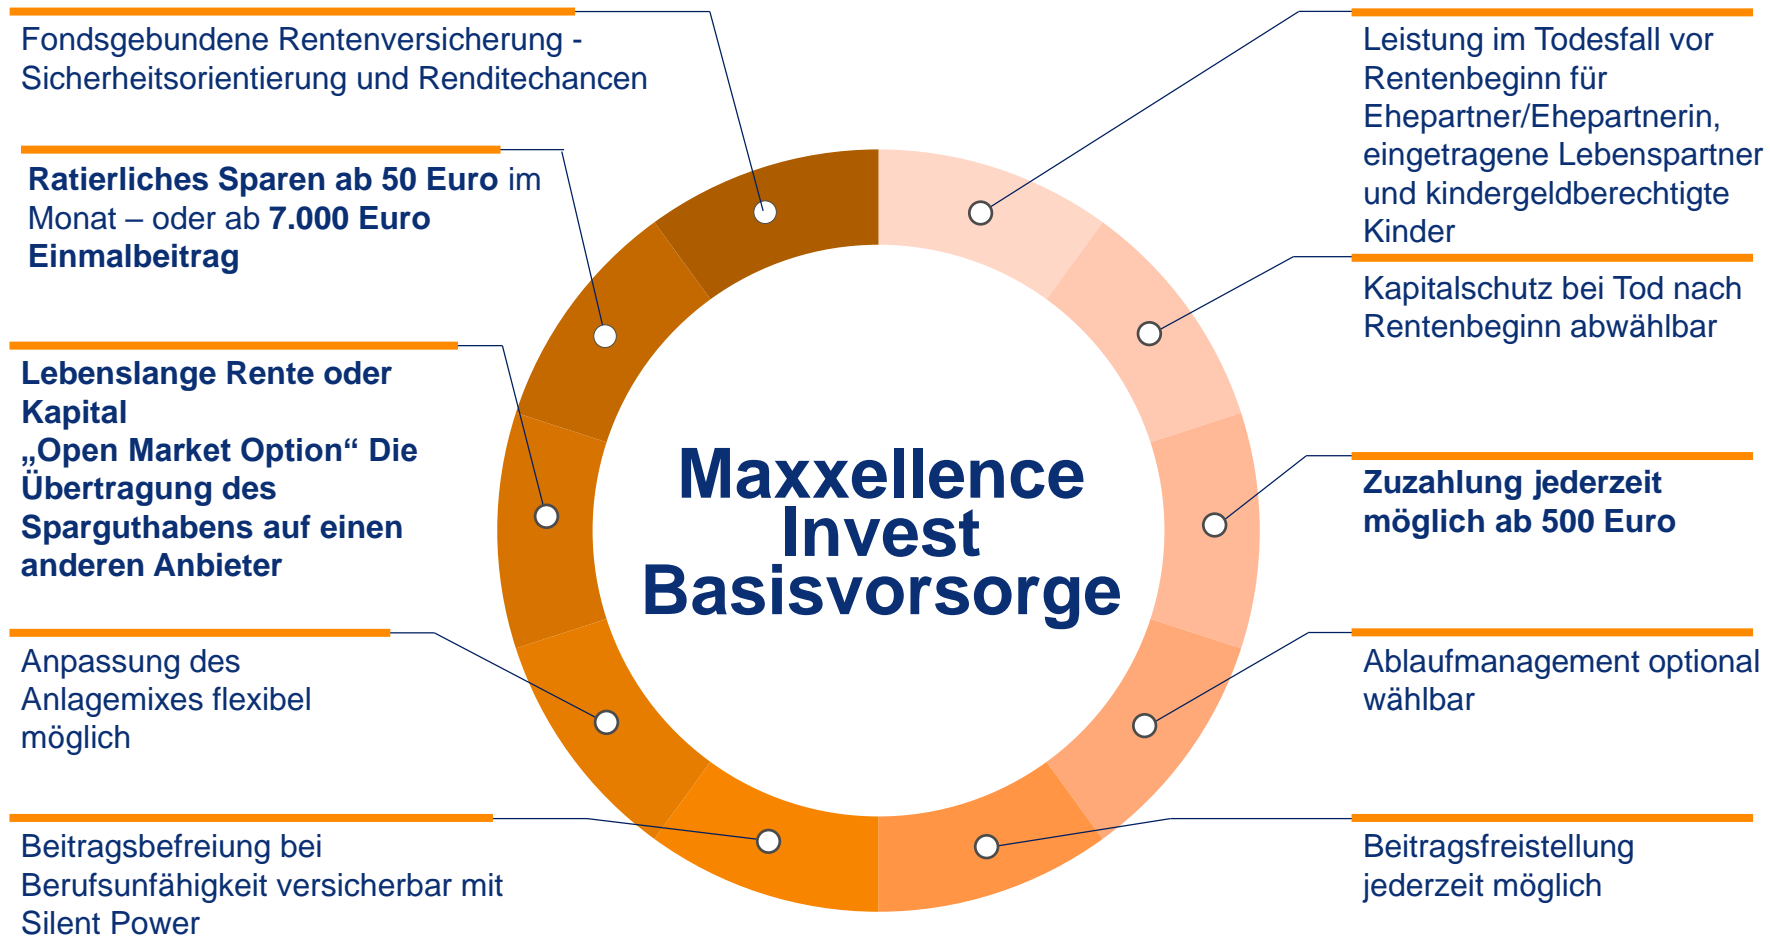 Fondsgebundene Rentenversicherung -
Sicherheitsorientierung und Renditechancen
Ratierliches Sparen ab 50 Euro im
Monat – oder ab 7.000 Euro
Einmalbeitrag
Lebenslange Rente oder
Kapital
„Open Market Option“ Die
Übertragung des
Sparguthabens auf einen
anderen Anbieter
Anpassung des
Anlagemixes flexibel
möglich
Beitragsbefreiung bei
Berufsunfähigkeit versicherbar mit
Silent Power
Maxxellence
Invest
Basisvorsorge
Leistung im Todesfall vor
Rentenbeginn für
Ehepartner/Ehepartnerin,
eingetragene Lebenspartner
und kindergeldberechtigte
Kinder
Kapitalschutz bei Tod nach
Rentenbeginn abwählbar
Zuzahlung jederzeit
möglich ab 500 Euro
Ablaufmanagement optional
wählbar
Beitragsfreistellung
jederzeit möglich